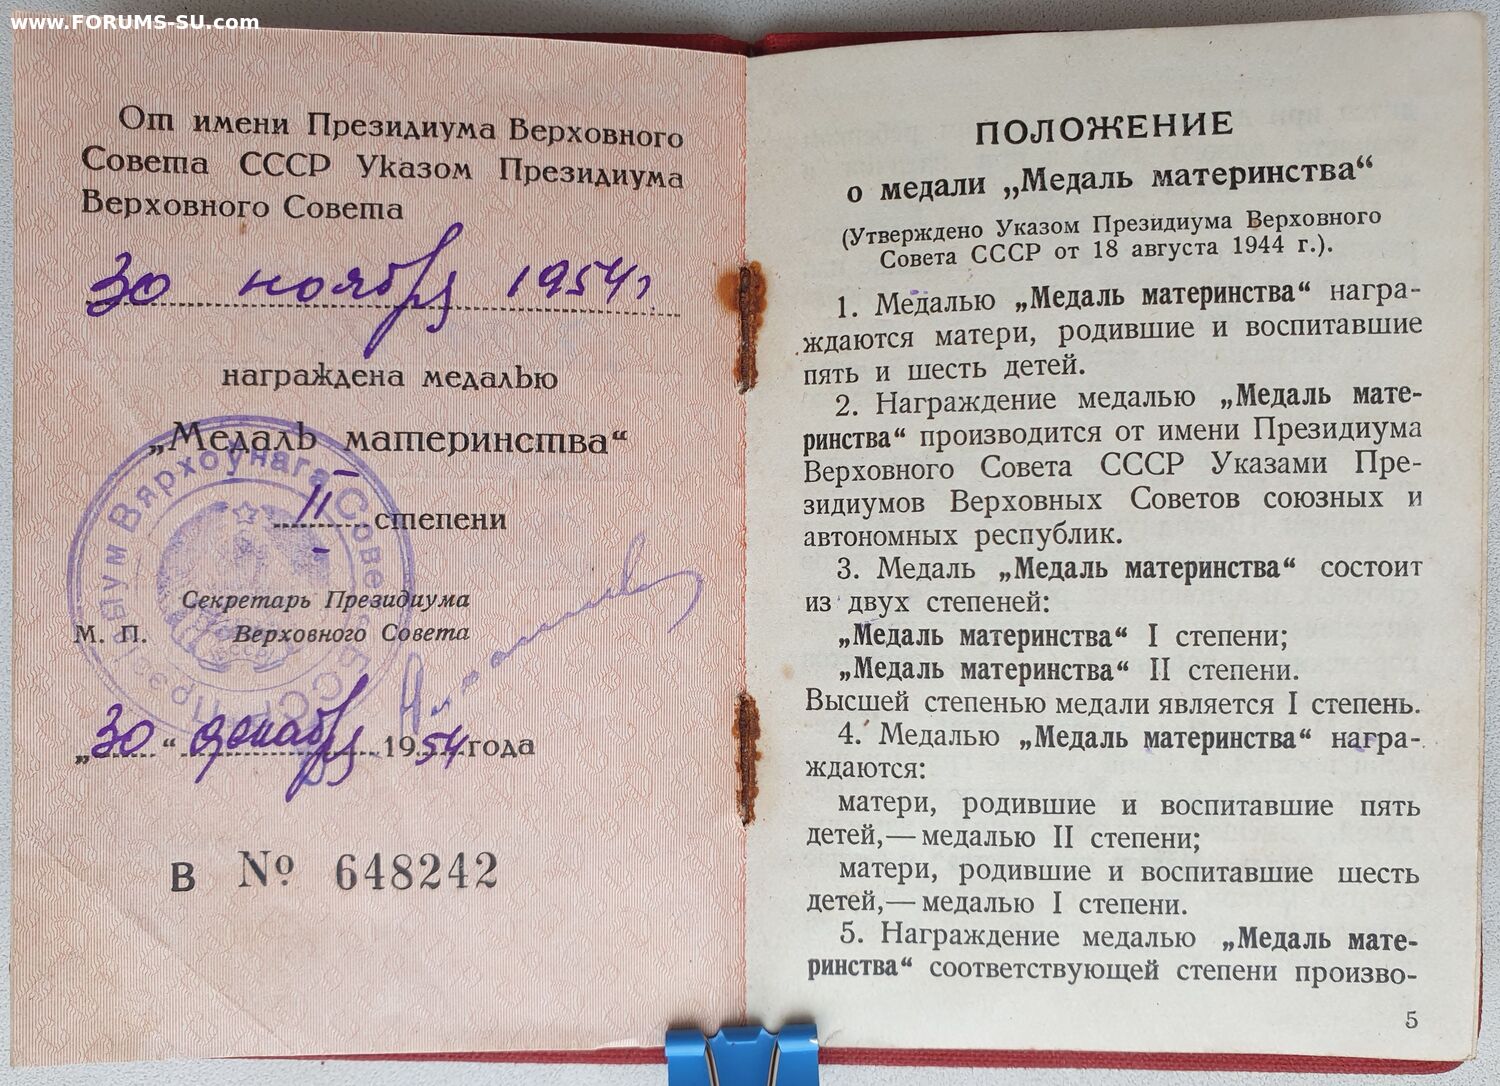 www.FORUMS-SU.com
От имени Президиума Верховного
Совета СССР Указом Президиума
Верховного Совета
30 ноября 1954 г.
награждена медалью
„Медаль материнства“
II степени
Секретарь Президиума
М. П. Верховного Совета
„30“ декабря 1954 года
В № 648242
Вярхоўнага Совета
БССР
ПОЛОЖЕНИЕ
о медали „Медаль материнства“
(Утверждено Указом Президиума Верховного
Совета СССР от 18 августа 1944 г.).
1. Медалью „Медаль материнства“ награ-
ждаются матери, родившие и воспитавшие
пять и шесть детей.
2. Награждение медалью „Медаль мате-
ринства“ производится от имени Президиума
Верховного Совета СССР Указами Пре-
зидиумов Верховных Советов союзных и
автономных республик.
3. Медаль „Медаль материнства“ состоит
из двух степеней:
„Медаль материнства“ I степени;
„Медаль материнства“ II степени.
Высшей степенью медали является I степень.
4. Медалью „Медаль материнства“ награ-
ждаются:
матери, родившие и воспитавшие пять
детей,— медалью II степени;
матери, родившие и воспитавшие шесть
детей,— медалью I степени.
5. Награждение медалью „Медаль мате-
ринства“ соответствующей степени произво-
5